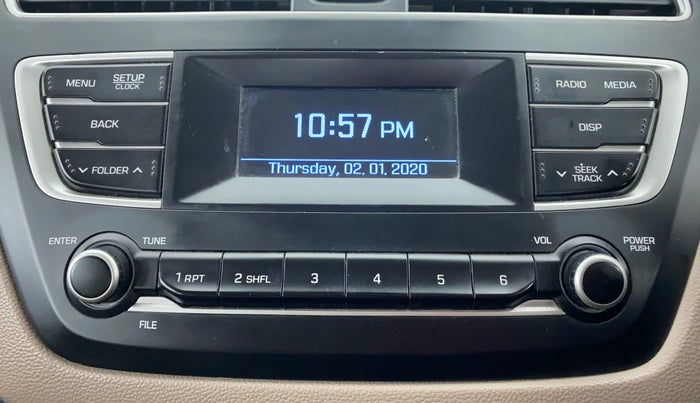 MENU SETUP CLOCK
BACK
FOLDER
10:57 PM
Thursday, 02. 01. 2020
RADIO MEDIA
DISP
SEEK
TRACK
ENTER TUNE
VOL POWER
PUSH
1 RPT 2 SHFL 3 4 5 6
FILE